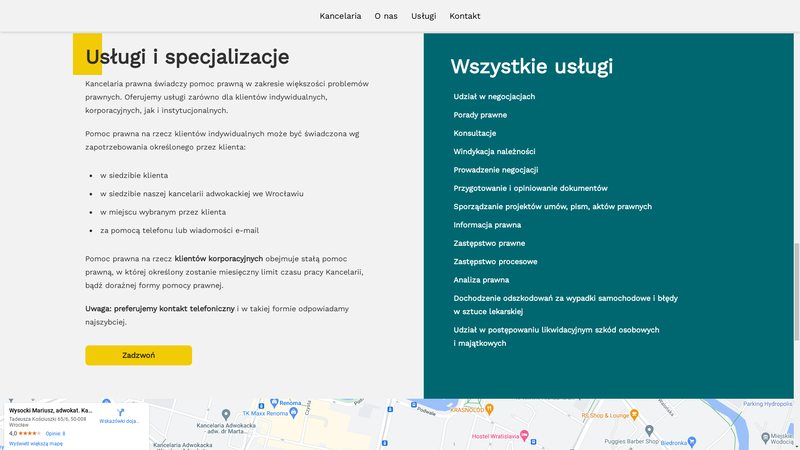 Kancelaria O nas Usługi Kontakt
Usługi i specjalizacje
Kancelaria prawna świadczy pomoc prawną w zakresie większości problemów
prawnych. Oferujemy usługi zarówno dla klientów indywidualnych,
korporacyjnych, jak i instytucjonalnych.
Pomoc prawna na rzecz klientów indywidualnych może być świadczona wg
zapotrzebowania określonego przez klienta:
w siedzibie klienta
w siedzibie naszej kancelarii adwokackiej we Wrocławiu
w miejscu wybranym przez klienta
za pomocą telefonu lub wiadomości e-mail
Pomoc prawna na rzecz klientów korporacyjnych obejmuje stałą pomoc
prawną, w której określony zostanie miesięczny limit czasu pracy Kancelarii,
bądź doraźnej formy pomocy prawnej.
Uwaga: preferujemy kontakt telefoniczny i w takiej formie odpowiadamy
najszybciej.
Zadzwoń
Wszystkie usługi
Udział w negocjacjach
Porady prawne
Konsultacje
Windykacja należności
Prowadzenie negocjacji
Przygotowanie i opiniowanie dokumentów
Sporządzanie projektów umów, pism, aktów prawnych
Informacja prawna
Zastępstwo prawne
Zastępstwo procesowe
Analiza prawna
Dochodzenie odszkodowań za wypadki samochodowe i błędy
w sztuce lekarskiej
Udział w postępowaniu likwidacyjnym szkód osobowych
i majątkowych
Wysocki Mariusz, adwokat. Ka...
Tadeusza Kościuszki 65/6, 50-008
Wrocław
4,0
Opinie: 8
Wyświetl większą mapę
Wskazówki doja...
Renoma
TK Maxx Renoma
Czysta
Kancelaria Adwokacka
- adw. dr Marta...
Podwale
KRASNOLUD
Hostel Wratislavia
RS Shop & Lounge
Puggies Barber Shop
Walońska
Biedronka
Parking Hydropolis
Miejskie
Wodocią